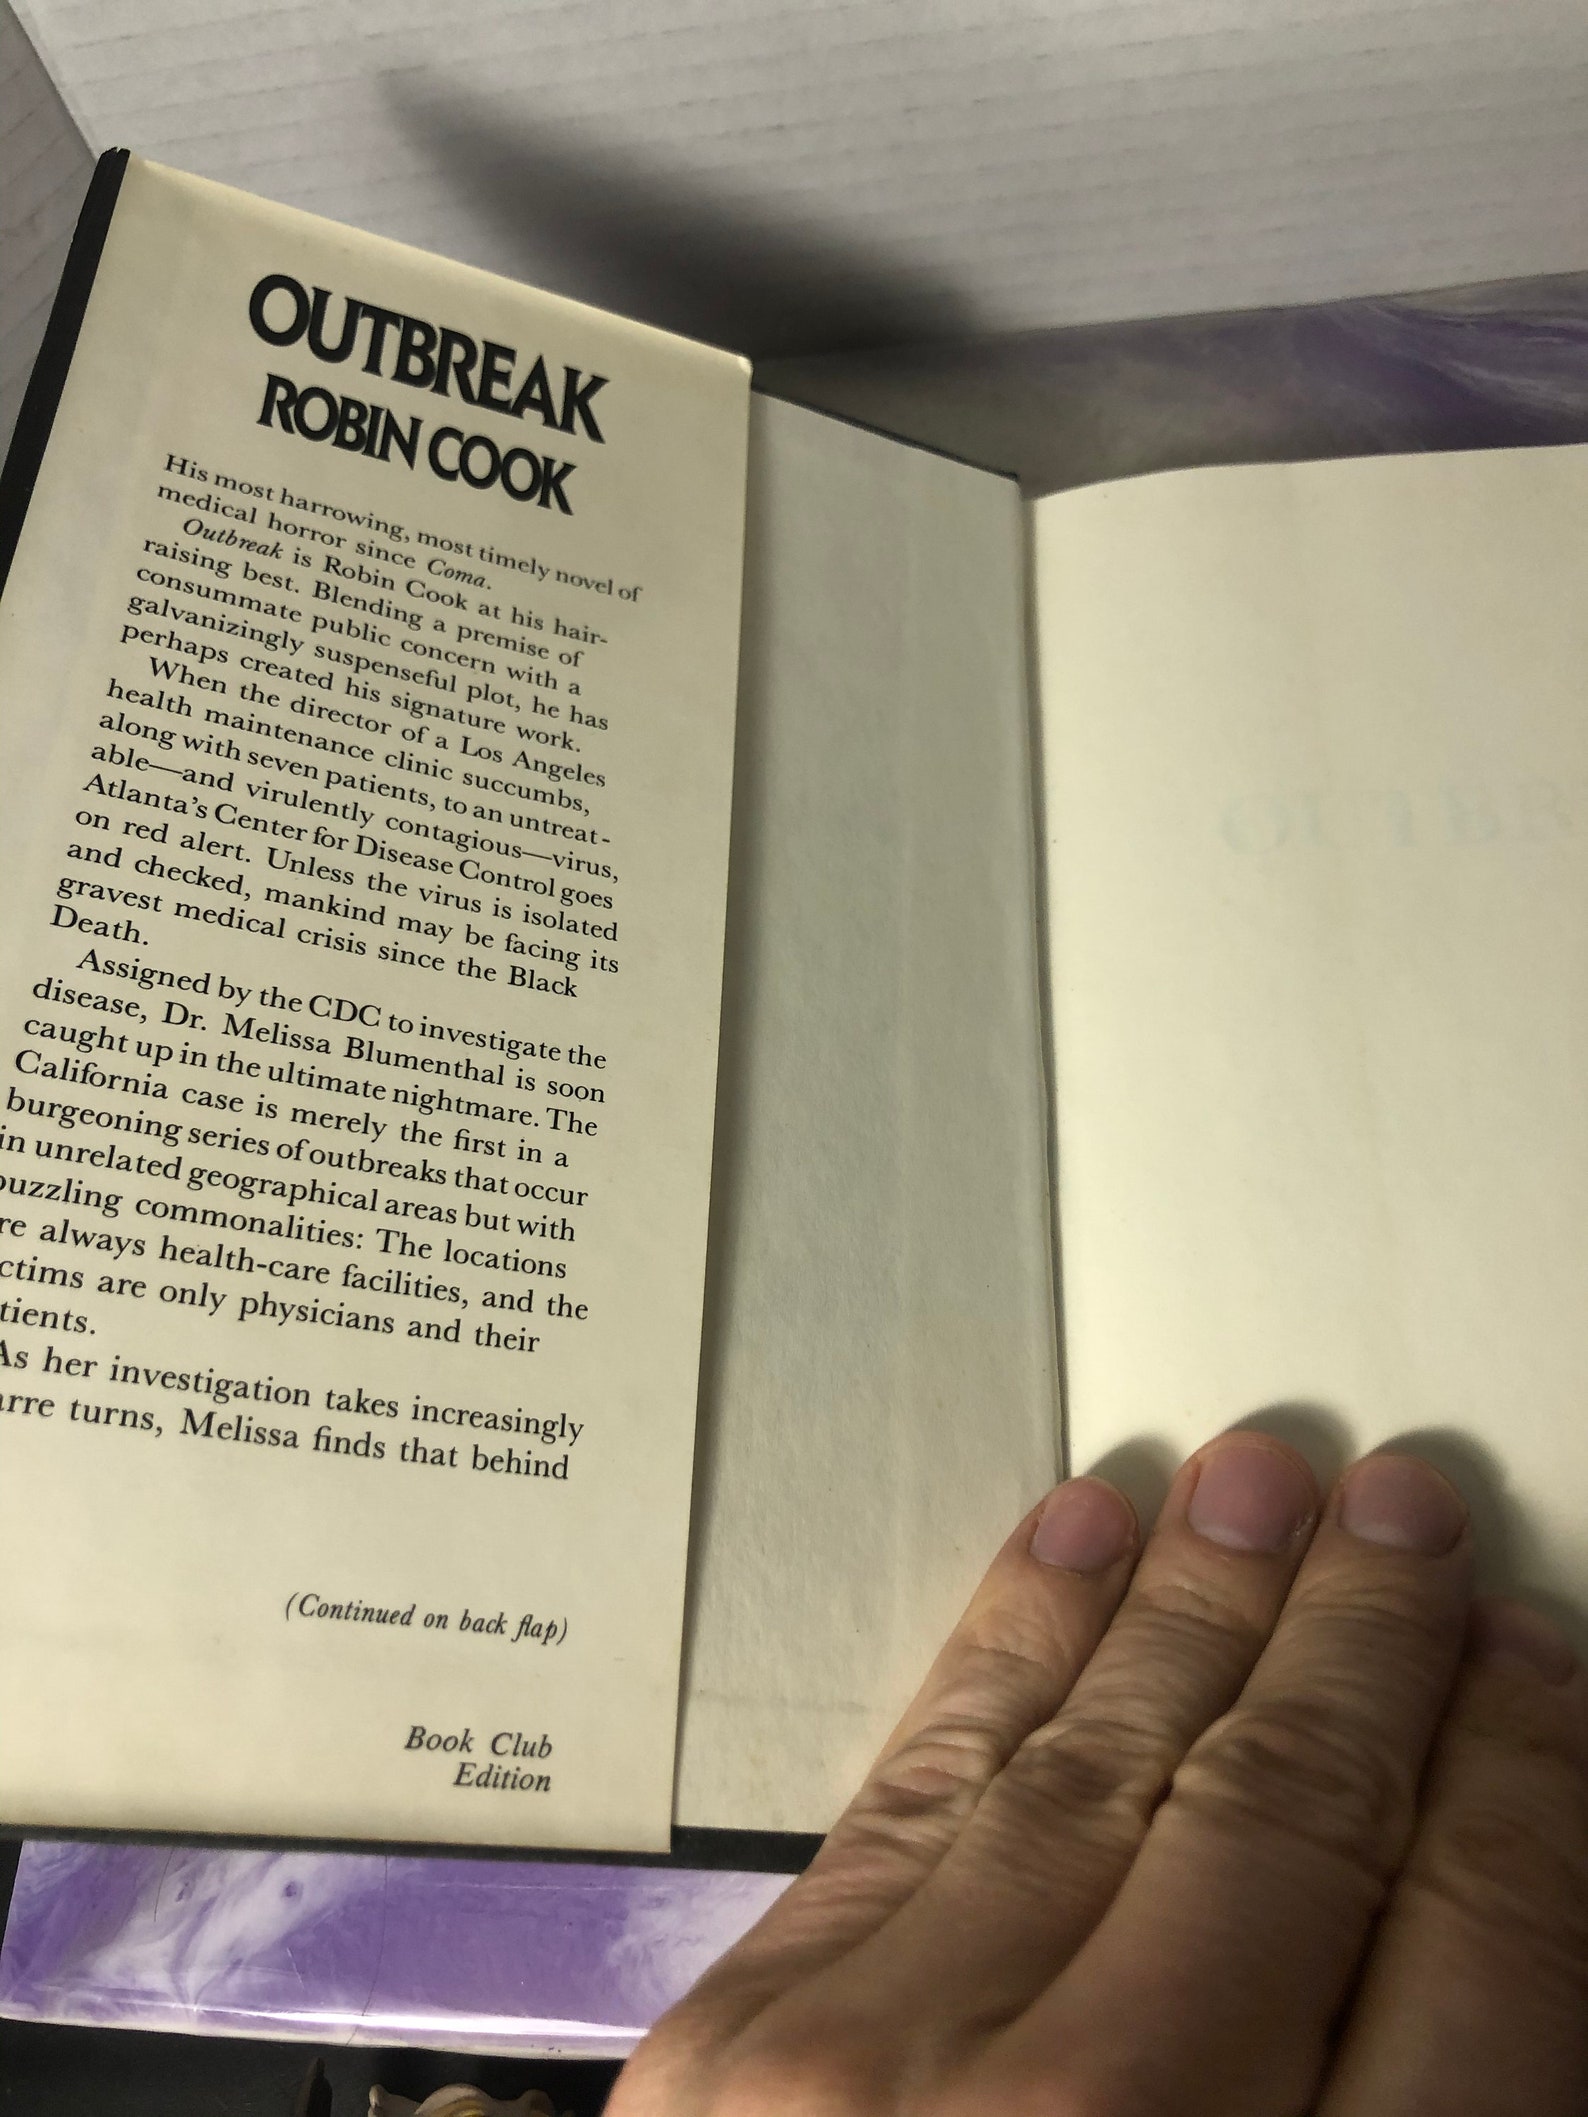 OUTBREAK
ROBIN COOK
His most harrowing, most timely novel of
medical horror since Coma.
Outbreak is Robin Cook at his hair-
raising best. Blending a premise of
consummate public concern with a
galvanizingly suspenseful plot, he has
perhaps created his signature work.
When the director of a Los Angeles
health maintenance clinic succumbs,
along with seven patients, to an untreat-
able—and virulently contagious—virus,
Atlanta's Center for Disease Control goes
on red alert. Unless the virus is isolated
and checked, mankind may be facing its
gravest medical crisis since the Black
Death.
Assigned by the CDC to investigate the
disease, Dr. Melissa Blumenthal is soon
caught up in the ultimate nightmare. The
California case is merely the first in a
burgeoning series of outbreaks that occur
in unrelated geographical areas but with
puzzling commonalities: The locations
re always health-care facilities, and the
ctims are only physicians and their
tients.
As her investigation takes increasingly
arre turns, Melissa finds that behind
(Continued on back flap)
Book Club
Edition